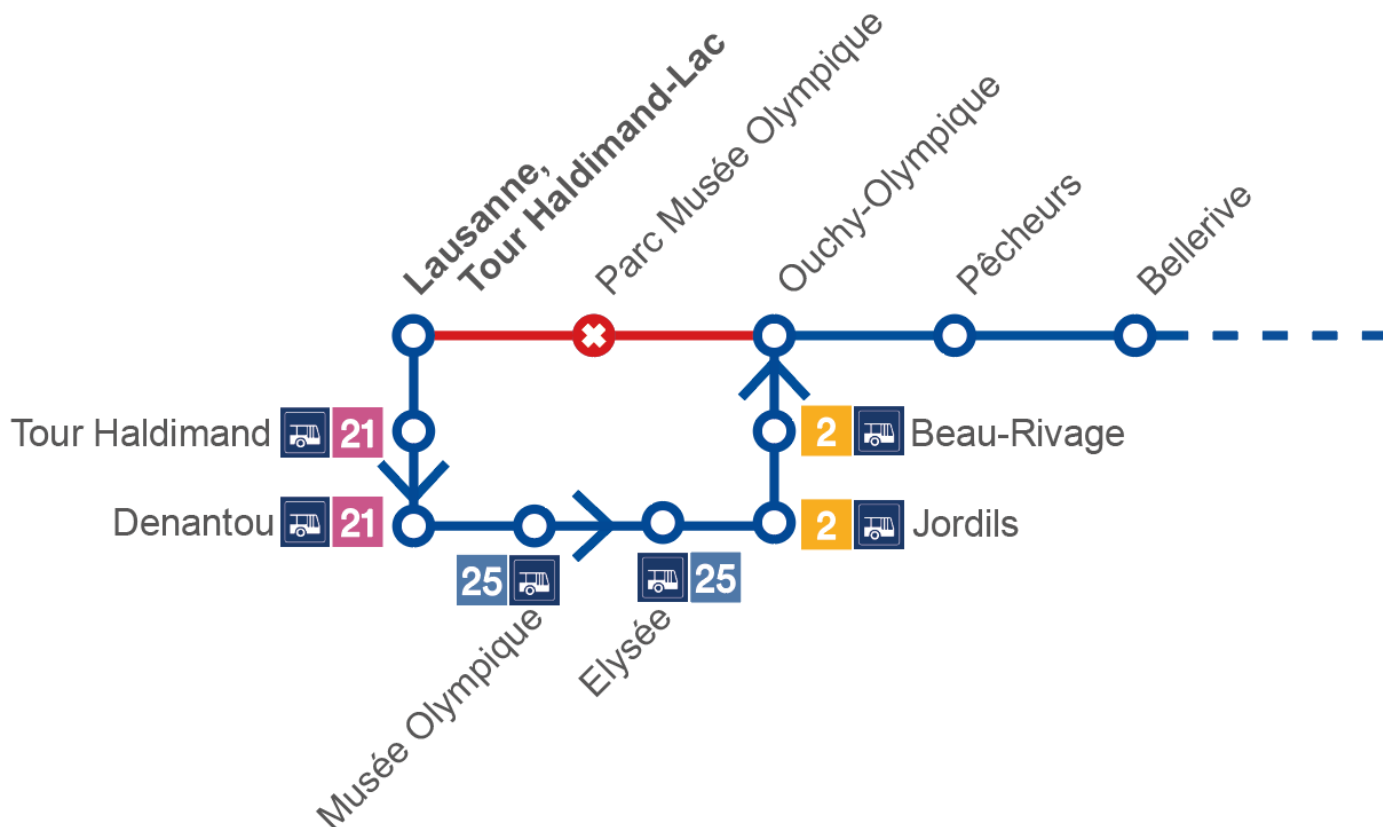 Lausanne,
Tour Haldimand-Lac
Parc Musée Olympique
Ouchy-Olympique
Pêcheurs
Bellerive
Tour Haldimand 21
2 Beau-Rivage
Denantou 21
2 Jordils
25
Musée Olympique
25
Elysée